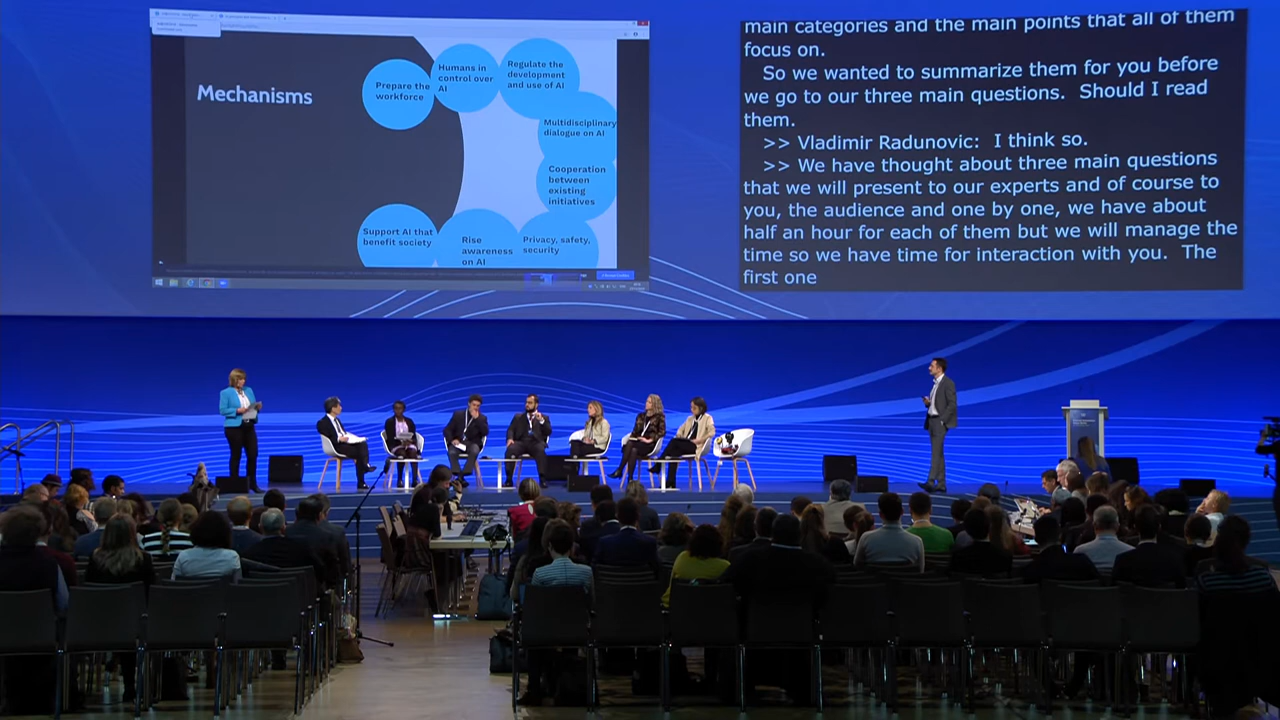 Mechanisms
Prepare the
workforce
Humans in
control over
AI
Regulate the
development
and use of AI
Multidisciplinary
dialogue on AI
Cooperation
between
existing
initiatives
Privacy, safety,
security
Rise
awareness
on AI
Support AI that
benefit society
main categories and the main points that all of them
focus on.
So we wanted to summarize them for you before
we go to our three main questions. Should I read
them.
>> Vladimir Radunovic: I think so.
>> We have thought about three main questions
that we will present to our experts and of course to
you, the audience and one by one, we have about
half an hour for each of them but we will manage the
time so we have time for interaction with you. The
first one